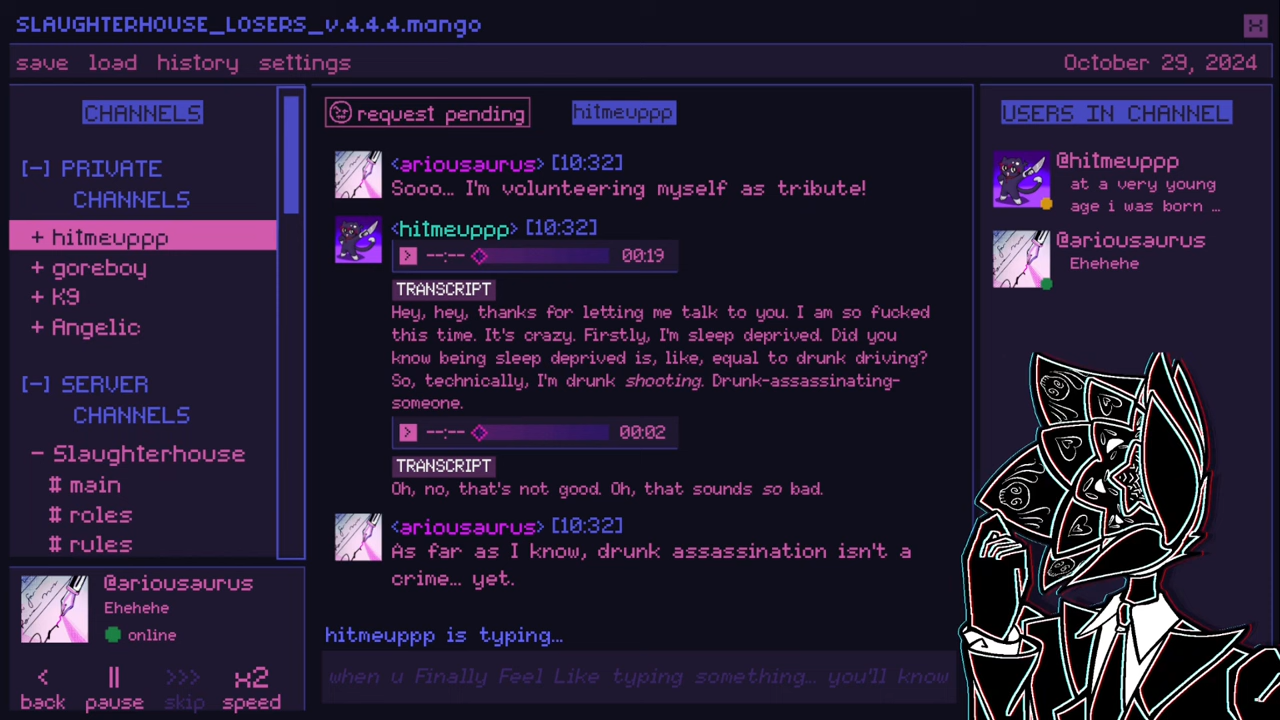 SLAUGHTERHOUSE_LOSERS_v.4.4.4.mango
X
save load history settings
October 29, 2024
CHANNELS
[-] PRIVATE
CHANNELS
+ hitmeuppp
+ goreboy
+ K9
+ Angelic
[-] SERVER
CHANNELS
- Slaughterhouse
# main
# roles
# rules
@ariousaurus
Ehehehe
online
< || >>> x2
back pause skip speed
request pending
hitmeuppp
<ariousaurus> [10:32]
Sooo... I'm volunteering myself as tribute!
<hitmeuppp> [10:32]
> --:-- 00:19
TRANSCRIPT
Hey, hey, thanks for letting me talk to you. I am so fucked
this time. It's crazy. Firstly, I'm sleep deprived. Did you
know being sleep deprived is, like, equal to drunk driving?
So, technically, I'm drunk shooting. Drunk-assassinating-
someone.
> --:-- 00:02
TRANSCRIPT
Oh, no, that's not good. Oh, that sounds so bad.
<ariousaurus> [10:32]
As far as I know, drunk assassination isn't a
crime... yet.
hitmeuppp is typing...
when u Finally Feel Like typing something... you'll know
USERS IN CHANNEL
@hitmeuppp
at a very young
age i was born ...
@ariousaurus
Ehehehe